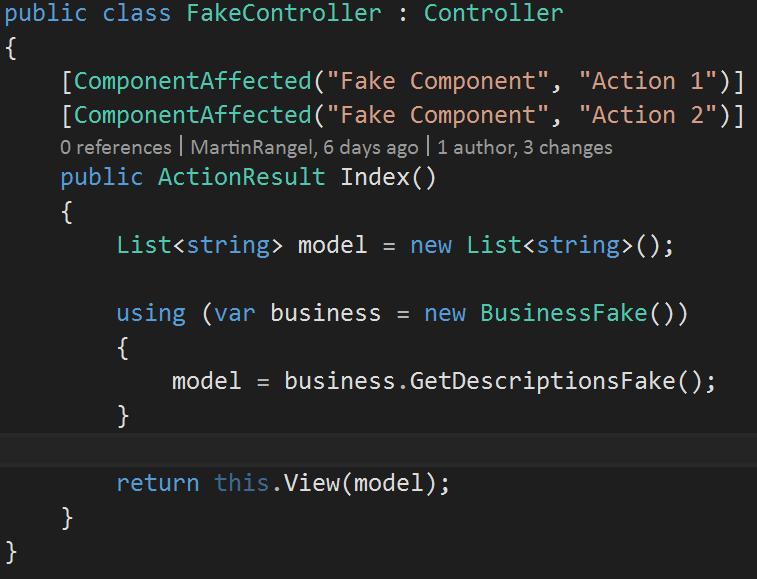 public class FakeController : Controller
{
[ComponentAffected("Fake Component", "Action 1")]
[ComponentAffected("Fake Component", "Action 2")]
0 references | MartinRangel, 6 days ago | 1 author, 3 changes
public ActionResult Index()
{
List<string> model = new List<string>();
using (var business = new BusinessFake())
{
model = business.GetDescriptionsFake();
}
return this.View(model);
}
}